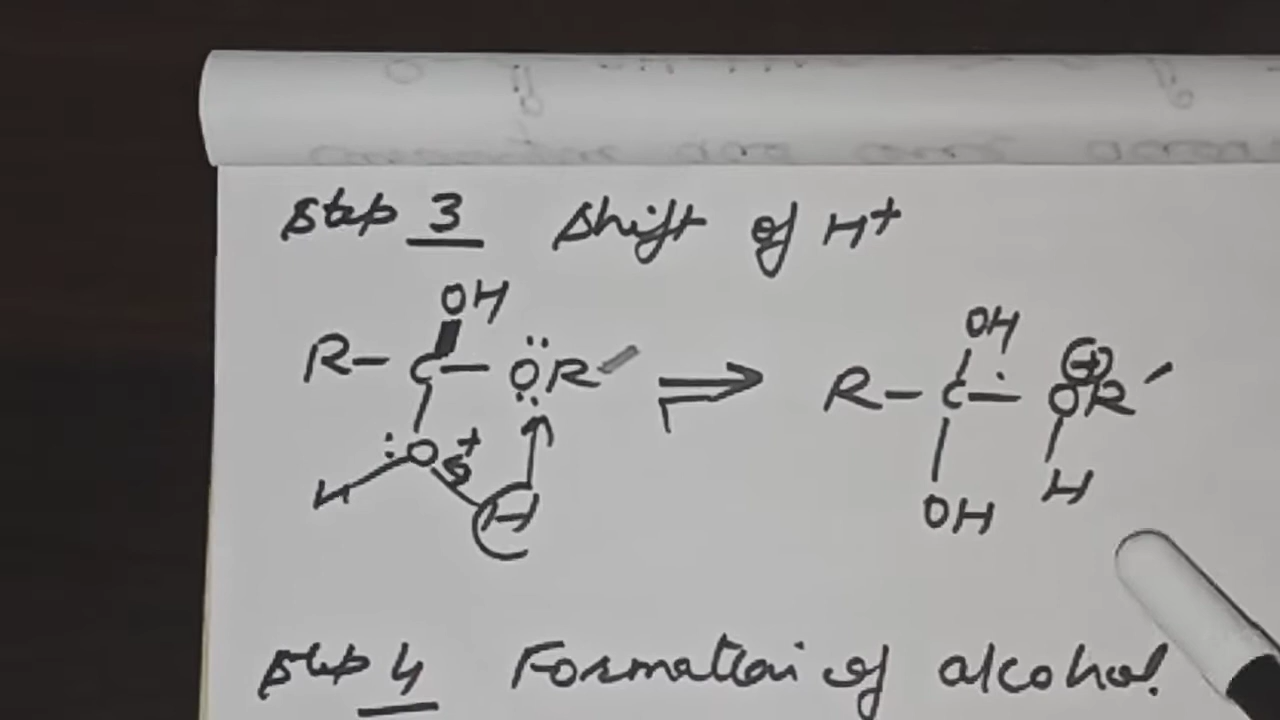 Step 3 Shift of H+
OH OH
R-C-ÖR' ⇌ R-C-OR'
:O+ ⊕
H H OH H
Step 4 Formation of alcohol.